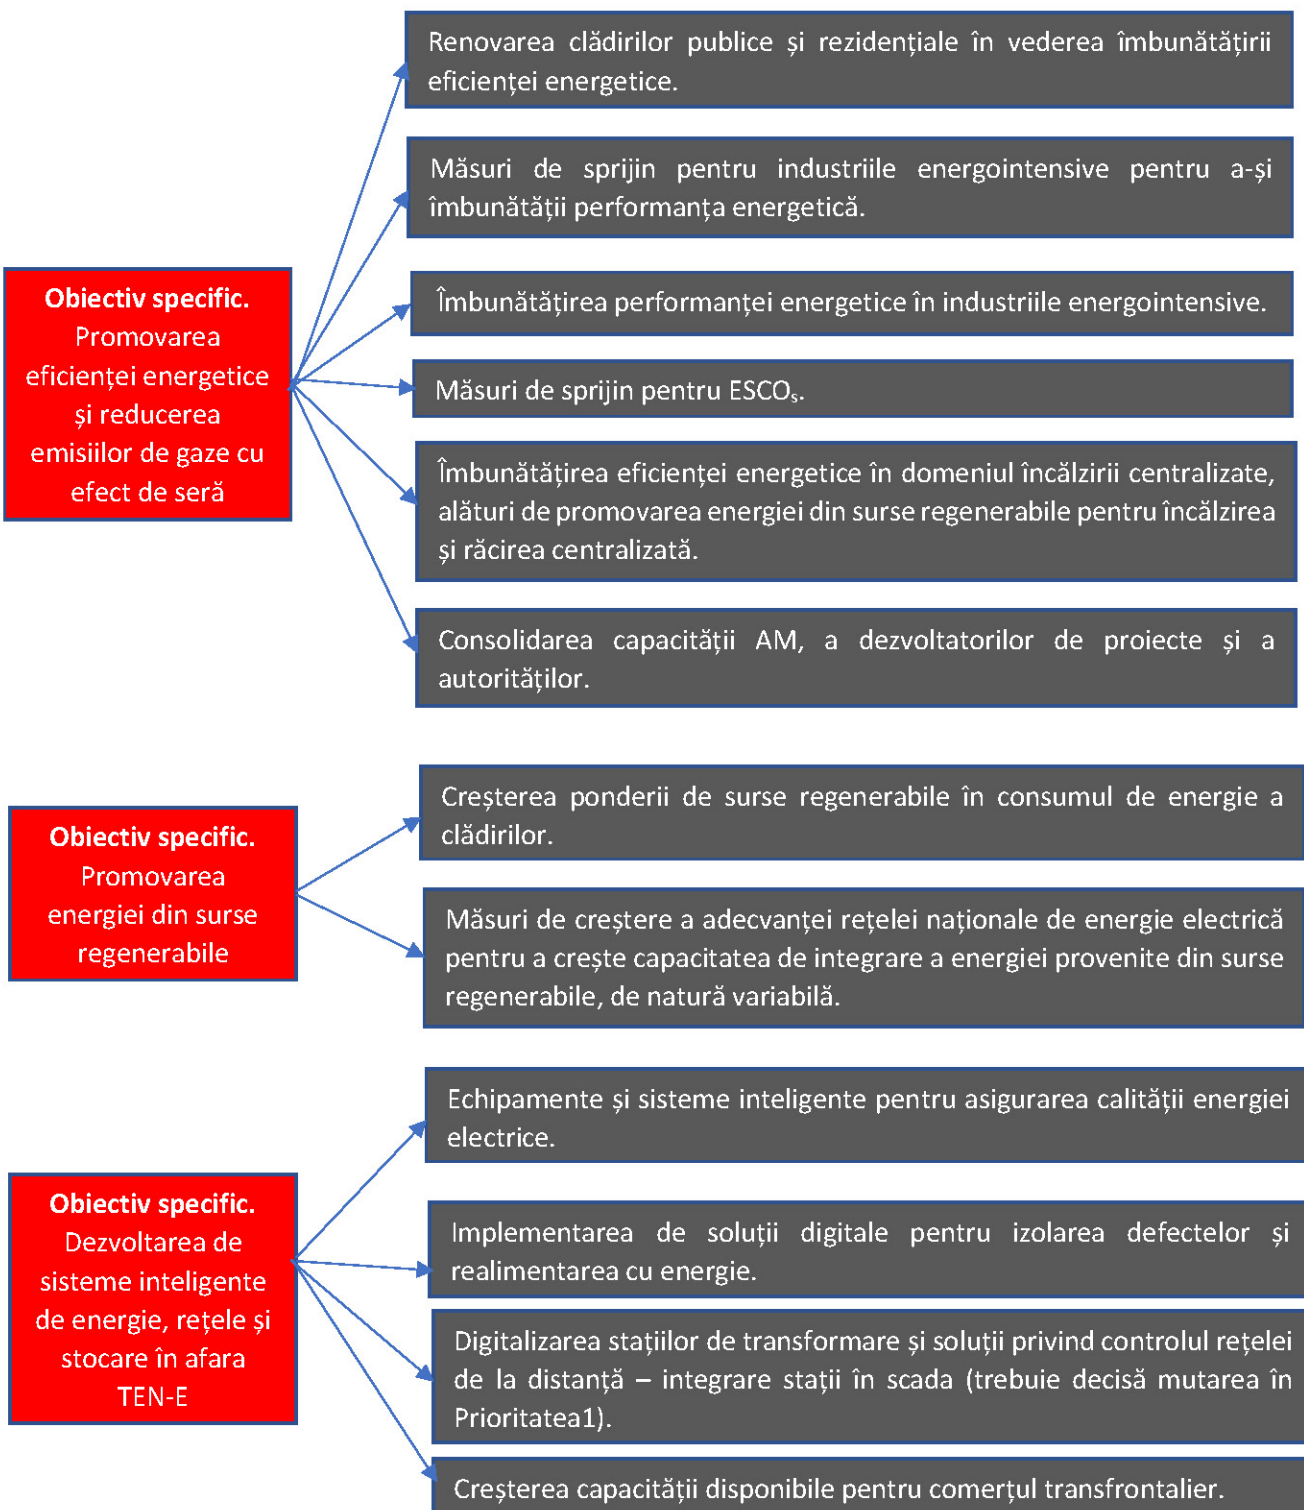 Renovarea clădirilor publice și rezidențiale în vederea îmbunătățirii
eficienței energetice.
Măsuri de sprijin pentru industriile energointensive pentru a-și
îmbunătății performanța energetică.
Obiectiv specific.
Promovarea
eficienței energetice
și reducerea
emisiilor de gaze cu
efect de seră
Îmbunătățirea performanței energetice în industriile energointensive.
Măsuri de sprijin pentru ESCOs.
Îmbunătățirea eficienței energetice în domeniul încălzirii centralizate,
alături de promovarea energiei din surse regenerabile pentru încălzirea
și răcirea centralizată.
Consolidarea capacității AM, a dezvoltatorilor de proiecte și a
autorităților.
Obiectiv specific.
Promovarea
energiei din surse
regenerabile
Creșterea ponderii de surse regenerabile în consumul de energie a
clădirilor.
Măsuri de creștere a adecvanței rețelei naționale de energie electrică
pentru a crește capacitatea de integrare a energiei provenite din surse
regenerabile, de natură variabilă.
Obiectiv specific.
Dezvoltarea de
sisteme inteligente
de energie, rețele și
stocare în afara
TEN-E
Echipamente și sisteme inteligente pentru asigurarea calității energiei
electrice.
Implementarea de soluții digitale pentru izolarea defectelor și
realimentarea cu energie.
Digitalizarea stațiilor de transformare și soluții privind controlul rețelei
de la distanță – integrare stații în scada (trebuie decisă mutarea în
Prioritatea1).
Creșterea capacității disponibile pentru comerțul transfrontalier.